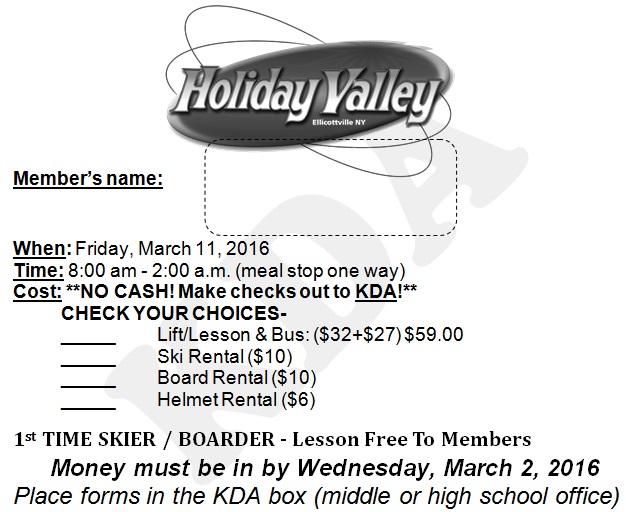 Holiday Valley
Ellicottville NY
KDA
Member's name:
When: Friday, March 11, 2016
Time: 8:00 am - 2:00 a.m. (meal stop one way)
Cost: **NO CASH! Make checks out to KDA!**
CHECK YOUR CHOICES-
_____ Lift/Lesson & Bus: ($32+$27) $59.00
_____ Ski Rental ($10)
_____ Board Rental ($10)
_____ Helmet Rental ($6)
1st TIME SKIER / BOARDER - Lesson Free To Members
Money must be in by Wednesday, March 2, 2016
Place forms in the KDA box (middle or high school office)